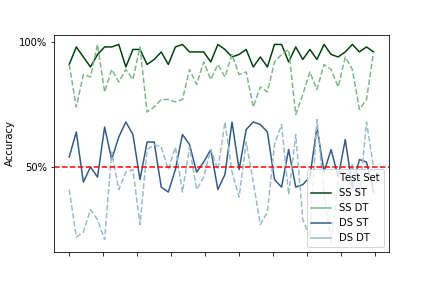 100%
Accuracy
50%
Test Set
SS ST
SS DT
DS ST
DS DT